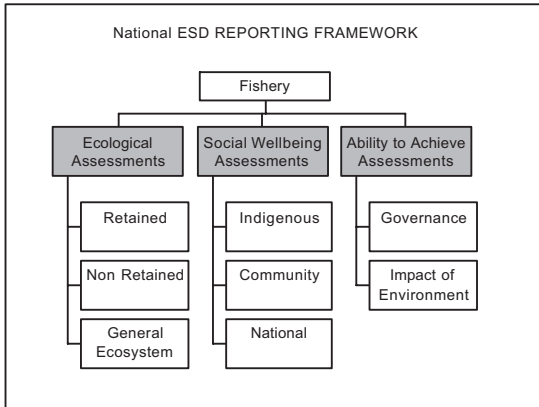 National ESD REPORTING FRAMEWORK
Fishery
Ecological
Assessments
Social Wellbeing
Assessments
Ability to Achieve
Assessments
Retained
Non Retained
General
Ecosystem
Indigenous
Community
National
Governance
Impact of
Environment